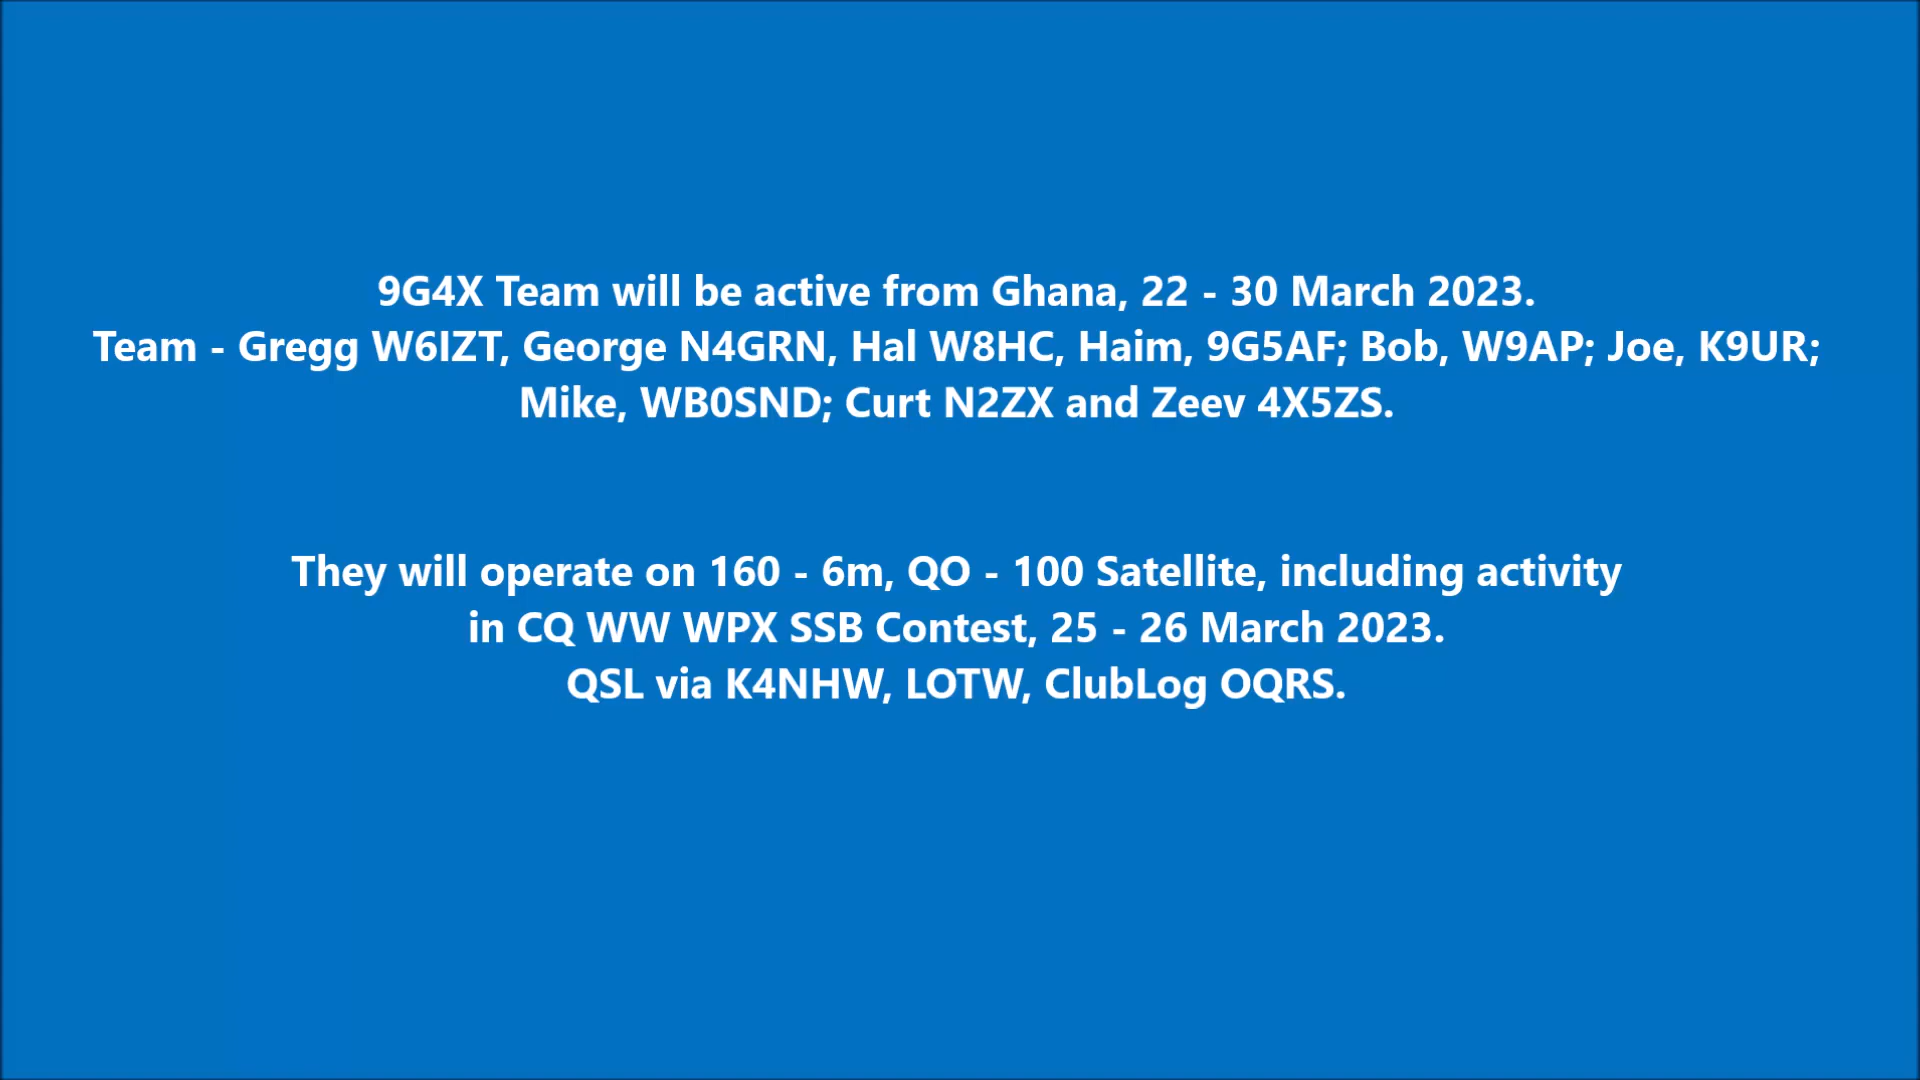 9G4X Team will be active from Ghana, 22 - 30 March 2023.
Team - Gregg W6IZT, George N4GRN, Hal W8HC, Haim, 9G5AF; Bob, W9AP; Joe, K9UR;
Mike, WB0SND; Curt N2ZX and Zeev 4X5ZS.
They will operate on 160 - 6m, QO - 100 Satellite, including activity
in CQ WW WPX SSB Contest, 25 - 26 March 2023.
QSL via K4NHW, LOTW, ClubLog OQRS.